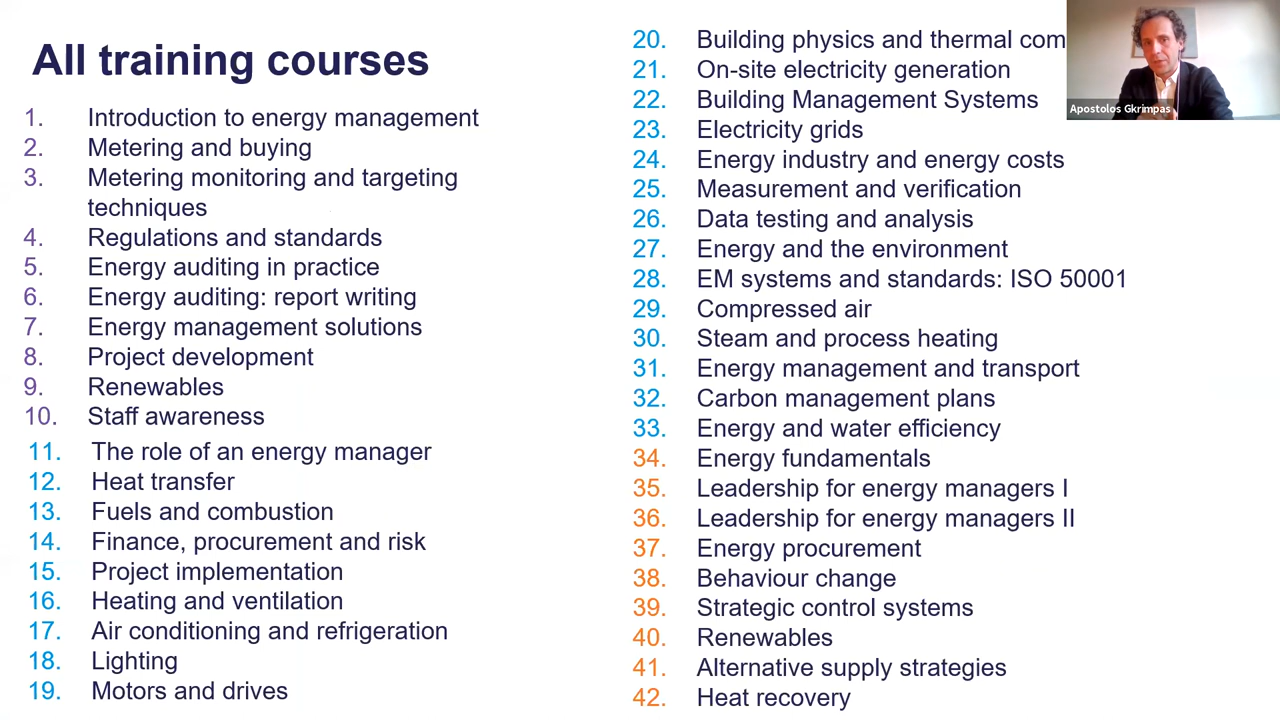 All training courses
1. Introduction to energy management
2. Metering and buying
3. Metering monitoring and targeting
techniques
4. Regulations and standards
5. Energy auditing in practice
6. Energy auditing: report writing
7. Energy management solutions
8. Project development
9. Renewables
10. Staff awareness
11. The role of an energy manager
12. Heat transfer
13. Fuels and combustion
14. Finance, procurement and risk
15. Project implementation
16. Heating and ventilation
17. Air conditioning and refrigeration
18. Lighting
19. Motors and drives
20. Building physics and thermal com
21. On-site electricity generation
22. Building Management Systems
23. Electricity grids
24. Energy industry and energy costs
25. Measurement and verification
26. Data testing and analysis
27. Energy and the environment
28. EM systems and standards: ISO 50001
29. Compressed air
30. Steam and process heating
31. Energy management and transport
32. Carbon management plans
33. Energy and water efficiency
34. Energy fundamentals
35. Leadership for energy managers I
36. Leadership for energy managers II
37. Energy procurement
38. Behaviour change
39. Strategic control systems
40. Renewables
41. Alternative supply strategies
42. Heat recovery
Apostolos Gkrimpas